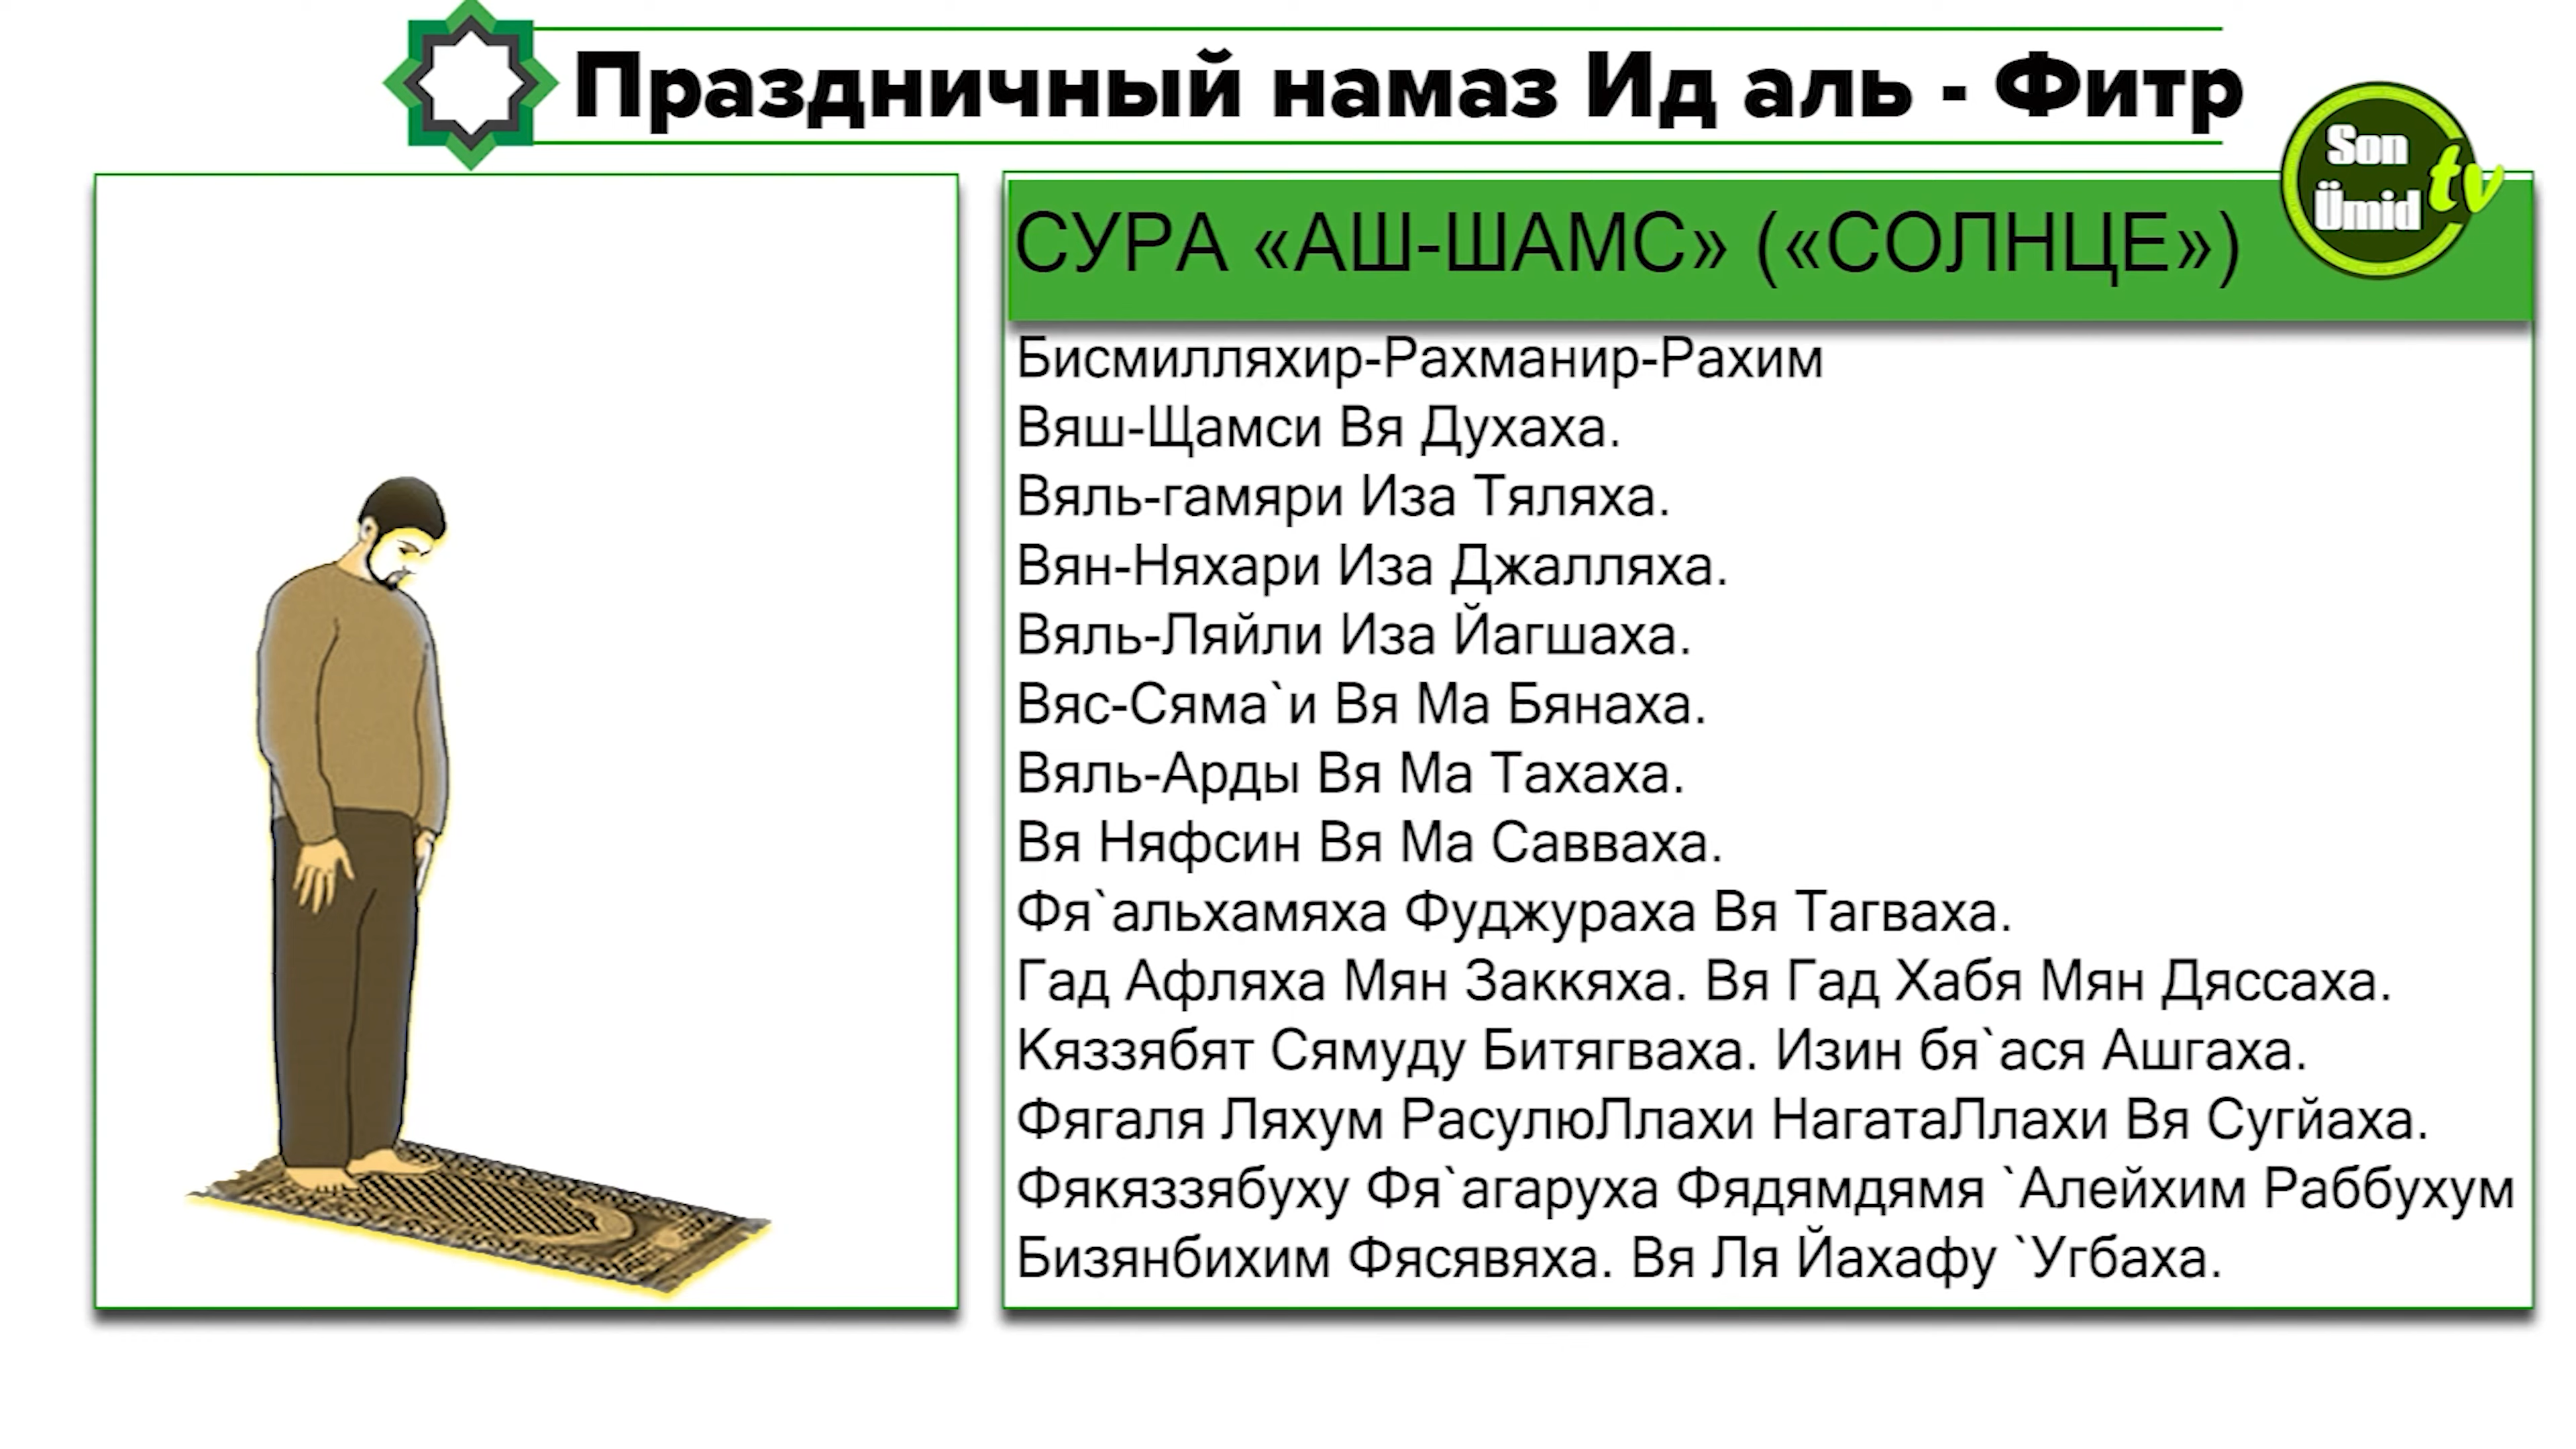 Праздничный намаз Ид аль - Фитр
Son
Ümid
tv
СУРА «АШ-ШАМС» («СОЛНЦЕ»)
Бисмилляхир-Рахманир-Рахим
Вяш-Щамси Вя Духаха.
Вяль-гамяри Иза Тяляха.
Вян-Няхари Иза Джалляха.
Вяль-Ляйли Иза Йагшаха.
Вяс-Сяма`и Вя Ма Бянаха.
Вяль-Арды Вя Ма Тахаха.
Вя Няфсин Вя Ма Савваха.
Фя`альхамяха Фуджураха Вя Тагваха.
Гад Афляха Мян Заккяха. Вя Гад Хабя Мян Дяссаха.
Кяззябят Сямуду Битягваха. Изин бя`ася Ашгаха.
Фягаля Ляхум РасулюЛлахи НагатаЛлахи Вя Сугйаха.
Фякяззябуху Фя`агаруха Фядямдямя `Алейхим Раббухум
Бизянбихим Фясявяха. Вя Ля Йахафу `Угбаха.